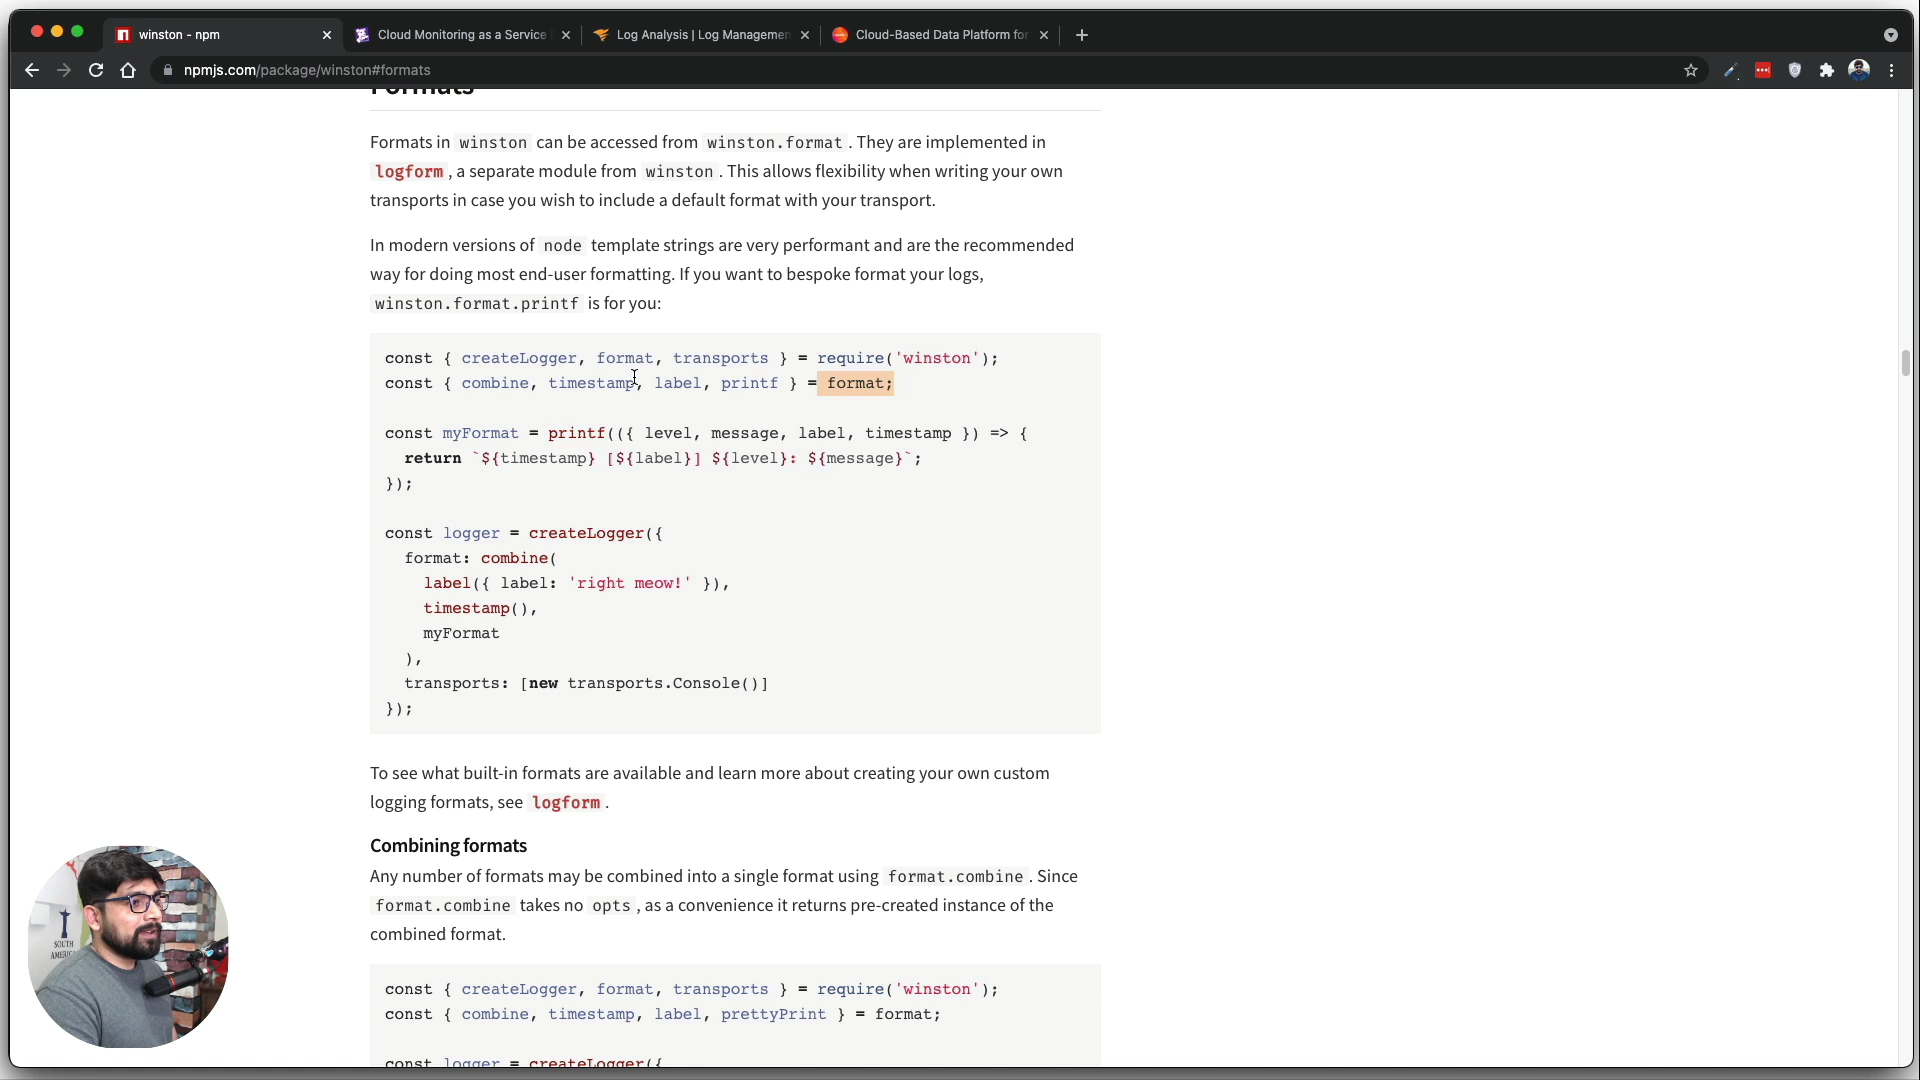 winston - npm
Cloud Monitoring as a Service
Log Analysis | Log Managemen
Cloud-Based Data Platform for
npmjs.com/package/winston#formats
Formats
Formats in winston can be accessed from winston.format . They are implemented in
logform , a separate module from winston . This allows flexibility when writing your own
transports in case you wish to include a default format with your transport.
In modern versions of node template strings are very performant and are the recommended
way for doing most end-user formatting. If you want to bespoke format your logs,
winston.format.printf is for you:
const { createLogger, format, transports } = require('winston');
const { combine, timestamp, label, printf } = format;
const myFormat = printf(({ level, message, label, timestamp }) => {
  return `${timestamp} [${label}] ${level}: ${message}`;
});
const logger = createLogger({
  format: combine(
    label({ label: 'right meow!' }),
    timestamp(),
    myFormat
  ),
  transports: [new transports.Console()]
});
To see what built-in formats are available and learn more about creating your own custom
logging formats, see logform .
Combining formats
Any number of formats may be combined into a single format using format.combine . Since
format.combine takes no opts , as a convenience it returns pre-created instance of the
combined format.
SOUTH
AMERICA
const { createLogger, format, transports } = require('winston');
const { combine, timestamp, label, prettyPrint } = format;
const logger = createLogger({